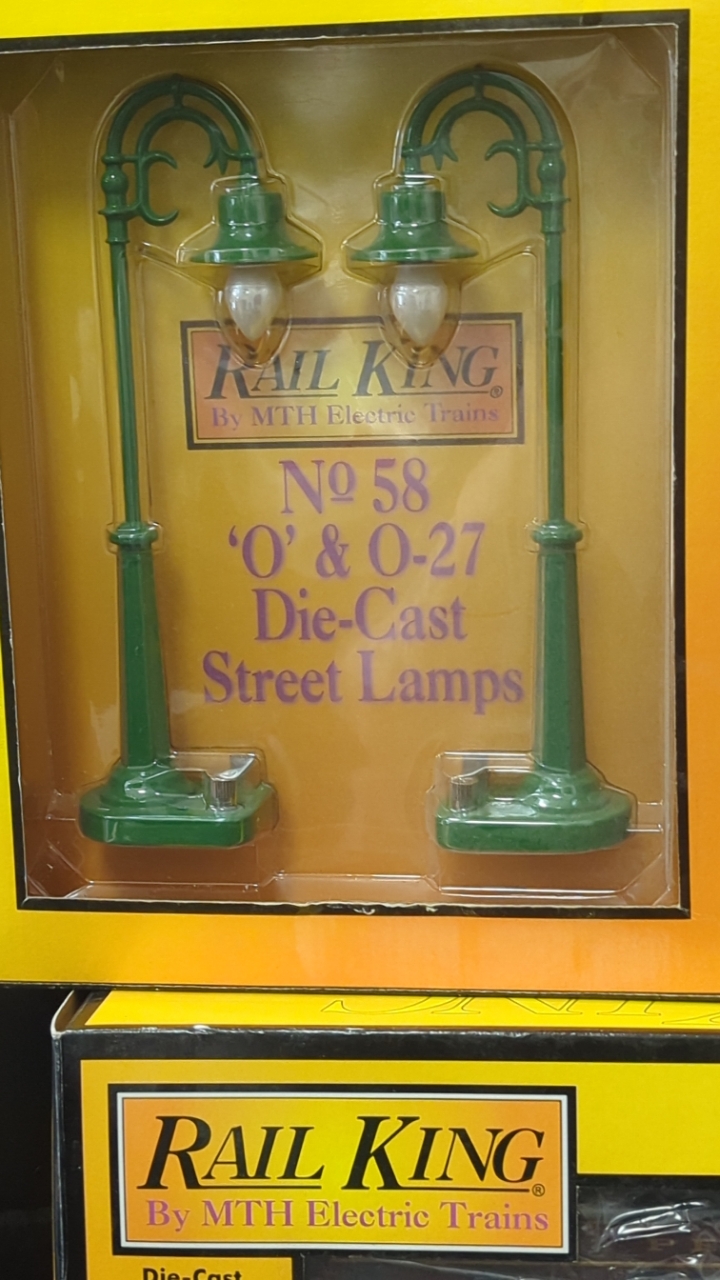 RAIL KING®
By MTH Electric Trains
Nº 58
‘O’ & O-27
Die-Cast
Street Lamps
RAIL KING®
By MTH Electric Trains
Die-Cast